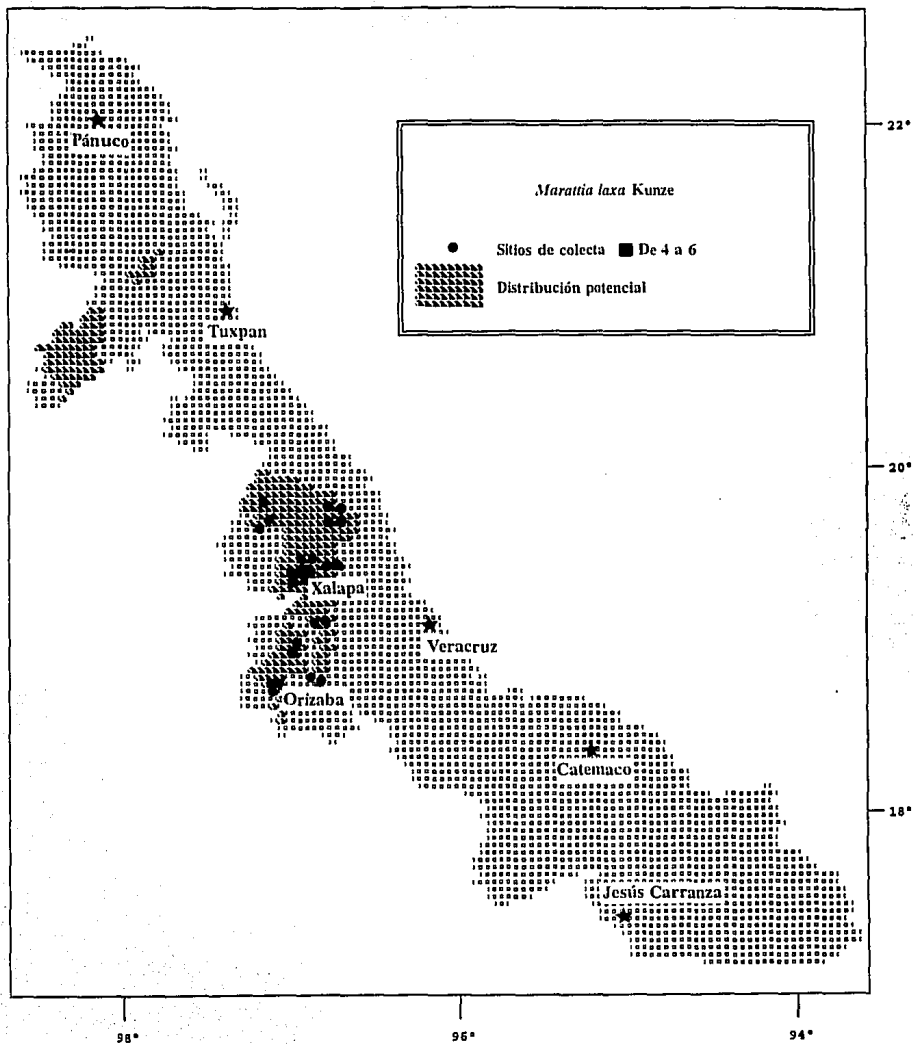 Pánuco
22°
Marattia laxa Kunze
Sitios de colecta De 4 a 6
Distribución potencial
Tuxpan
20°
Xalapa
Veracruz
Orizaba
Catemaco
18°
Jesús Carranza
98° 96° 94°